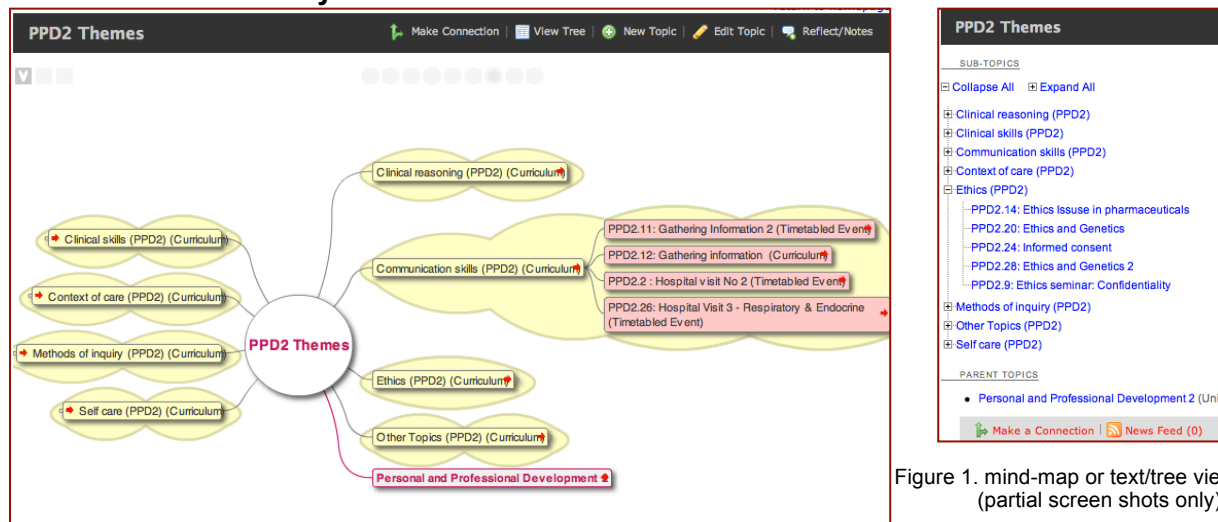 PPD2 Themes
Make Connection | View Tree | New Topic | Edit Topic | Reflect/Notes
V
Clinical reasoning (PPD2) (Curriculum)
Clinical skills (PPD2) (Curriculum)
Context of care (PPD2) (Curriculum)
Methods of inquiry (PPD2) (Curriculum)
Self care (PPD2) (Curriculum)
PPD2 Themes
Communication skills (PPD2) (Curriculum)
PPD2.11: Gathering Information 2 (Timetabled Event)
PPD2.12: Gathering information (Curriculum)
PPD2.2 : Hospital visit No 2 (Timetabled Event)
PPD2.26: Hospital Visit 3 - Respiratory & Endocrine
(Timetabled Event)
Ethics (PPD2) (Curriculum)
Other Topics (PPD2) (Curriculum)
Personal and Professional Development
PPD2 Themes
SUB-TOPICS
Collapse All Expand All
Clinical reasoning (PPD2)
Clinical skills (PPD2)
Communication skills (PPD2)
Context of care (PPD2)
Ethics (PPD2)
PPD2.14: Ethics Issuse in pharmaceuticals
PPD2.20: Ethics and Genetics
PPD2.24: Informed consent
PPD2.28: Ethics and Genetics 2
PPD2.9: Ethics seminar: Confidentiality
Methods of inquiry (PPD2)
Other Topics (PPD2)
Self care (PPD2)
PARENT TOPICS
Personal and Professional Development 2 (Uni
Make a Connection | News Feed (0)
Figure 1. mind-map or text/tree vie
(partial screen shots only)